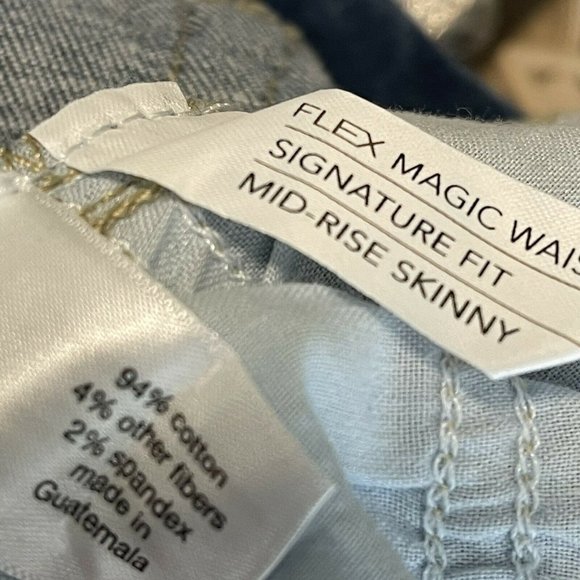 FLEX MAGIC WAIS
SIGNATURE FIT
MID-RISE SKINNY
94% cotton
4% other fibers
2% spandex
made in
Guatemala